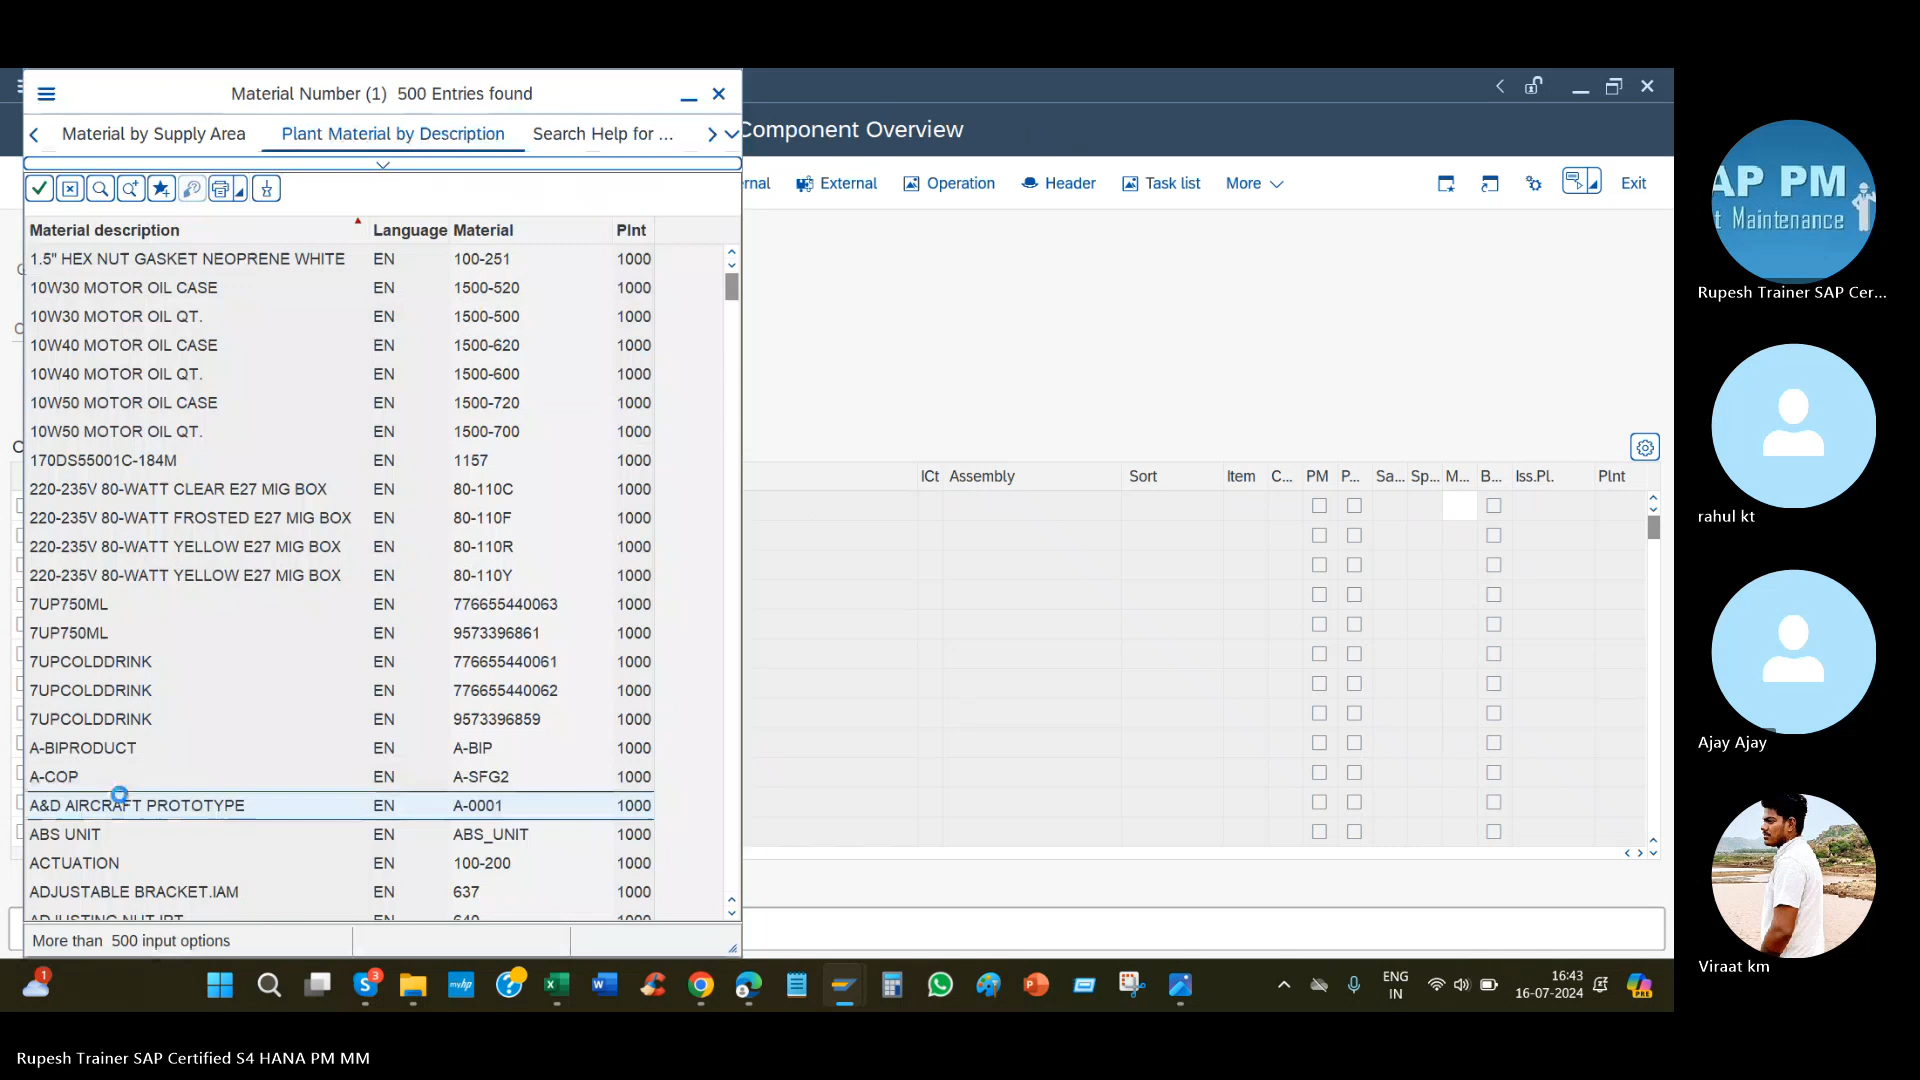 Material Number (1) 500 Entries found
Component Overview
Material by Supply Area Plant Material by Description Search Help for ...
rnal External Operation Header Task list More Exit
Material description Language Material Plnt
1.5" HEX NUT GASKET NEOPRENE WHITE EN 100-251 1000
10W30 MOTOR OIL CASE EN 1500-520 1000
10W30 MOTOR OIL QT. EN 1500-500 1000
10W40 MOTOR OIL CASE EN 1500-620 1000
10W40 MOTOR OIL QT. EN 1500-600 1000
10W50 MOTOR OIL CASE EN 1500-720 1000
10W50 MOTOR OIL QT. EN 1500-700 1000
170DS55001C-184M EN 1157 1000
220-235V 80-WATT CLEAR E27 MIG BOX EN 80-110C 1000
220-235V 80-WATT FROSTED E27 MIG BOX EN 80-110F 1000
220-235V 80-WATT YELLOW E27 MIG BOX EN 80-110R 1000
220-235V 80-WATT YELLOW E27 MIG BOX EN 80-110Y 1000
7UP750ML EN 776655440063 1000
7UP750ML EN 9573396861 1000
7UPCOLDDRINK EN 776655440061 1000
7UPCOLDDRINK EN 776655440062 1000
7UPCOLDDRINK EN 9573396859 1000
A-BIPRODUCT EN A-BIP 1000
A-COP EN A-SFG2 1000
A&D AIRCRAFT PROTOTYPE EN A-0001 1000
ABS UNIT EN ABS_UNIT 1000
ACTUATION EN 100-200 1000
ADJUSTABLE BRACKET.IAM EN 637 1000
ADJUSTING NUT.IPT EN 640 1000
More than 500 input options
ICt Assembly Sort Item C... PM P... Sa... Sp... M... B... Iss.Pl. Plnt
AP PM
t Maintenance
Rupesh Trainer SAP Cer...
rahul kt
Ajay Ajay
Viraat km
1
3
myhp
ENG
IN
16:43
16-07-2024
PRE
Rupesh Trainer SAP Certified S4 HANA PM MM